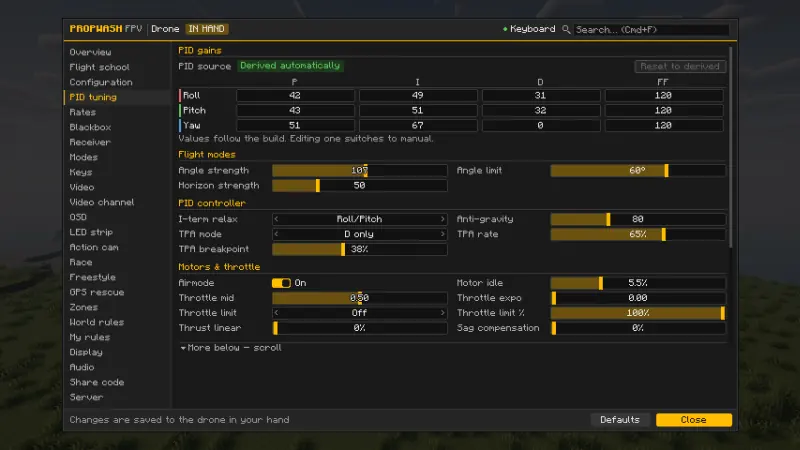 PROPWASH FPV Drone IN HAND Keyboard Search... (Cmd+F)
Overview
Flight school
Configuration
PID tuning
Rates
Blackbox
Receiver
Modes
Keys
Video
Video channel
OSD
LED strip
Action cam
Race
Freestyle
GPS rescue
Zones
World rules
My rules
Display
Audio
Share code
Server
PID gains
PID source Derived automatically Reset to derived
P I D FF
Roll 42 49 31 120
Pitch 43 51 32 120
Yaw 51 67 0 120
Values follow the build. Editing one switches to manual.
Flight modes
Angle strength Angle limit 60°
Horizon strength 50
PID controller
I-term relax < Roll/Pitch > Anti-gravity 80
TPA mode < D only > TPA rate 65%
TPA breakpoint 38%
Motors & throttle
Airmode On Motor idle 5.5%
Throttle mid 0.50 Throttle expo 0.00
Throttle limit < Off > Throttle limit % 100%
Thrust linear 0% Sag compensation 0%
More below — scroll
Changes are saved to the drone in your hand Defaults Close